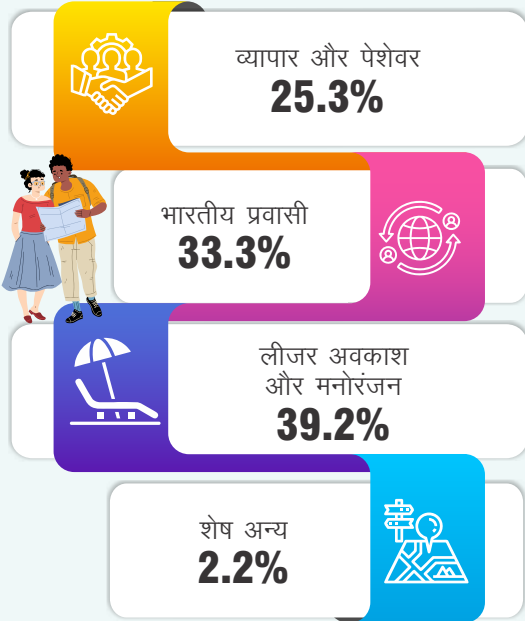 व्यापार और पेशेवर
25.3%
भारतीय प्रवासी
33.3%
लीजर अवकाश
और मनोरंजन
39.2%
शेष अन्य
2.2%